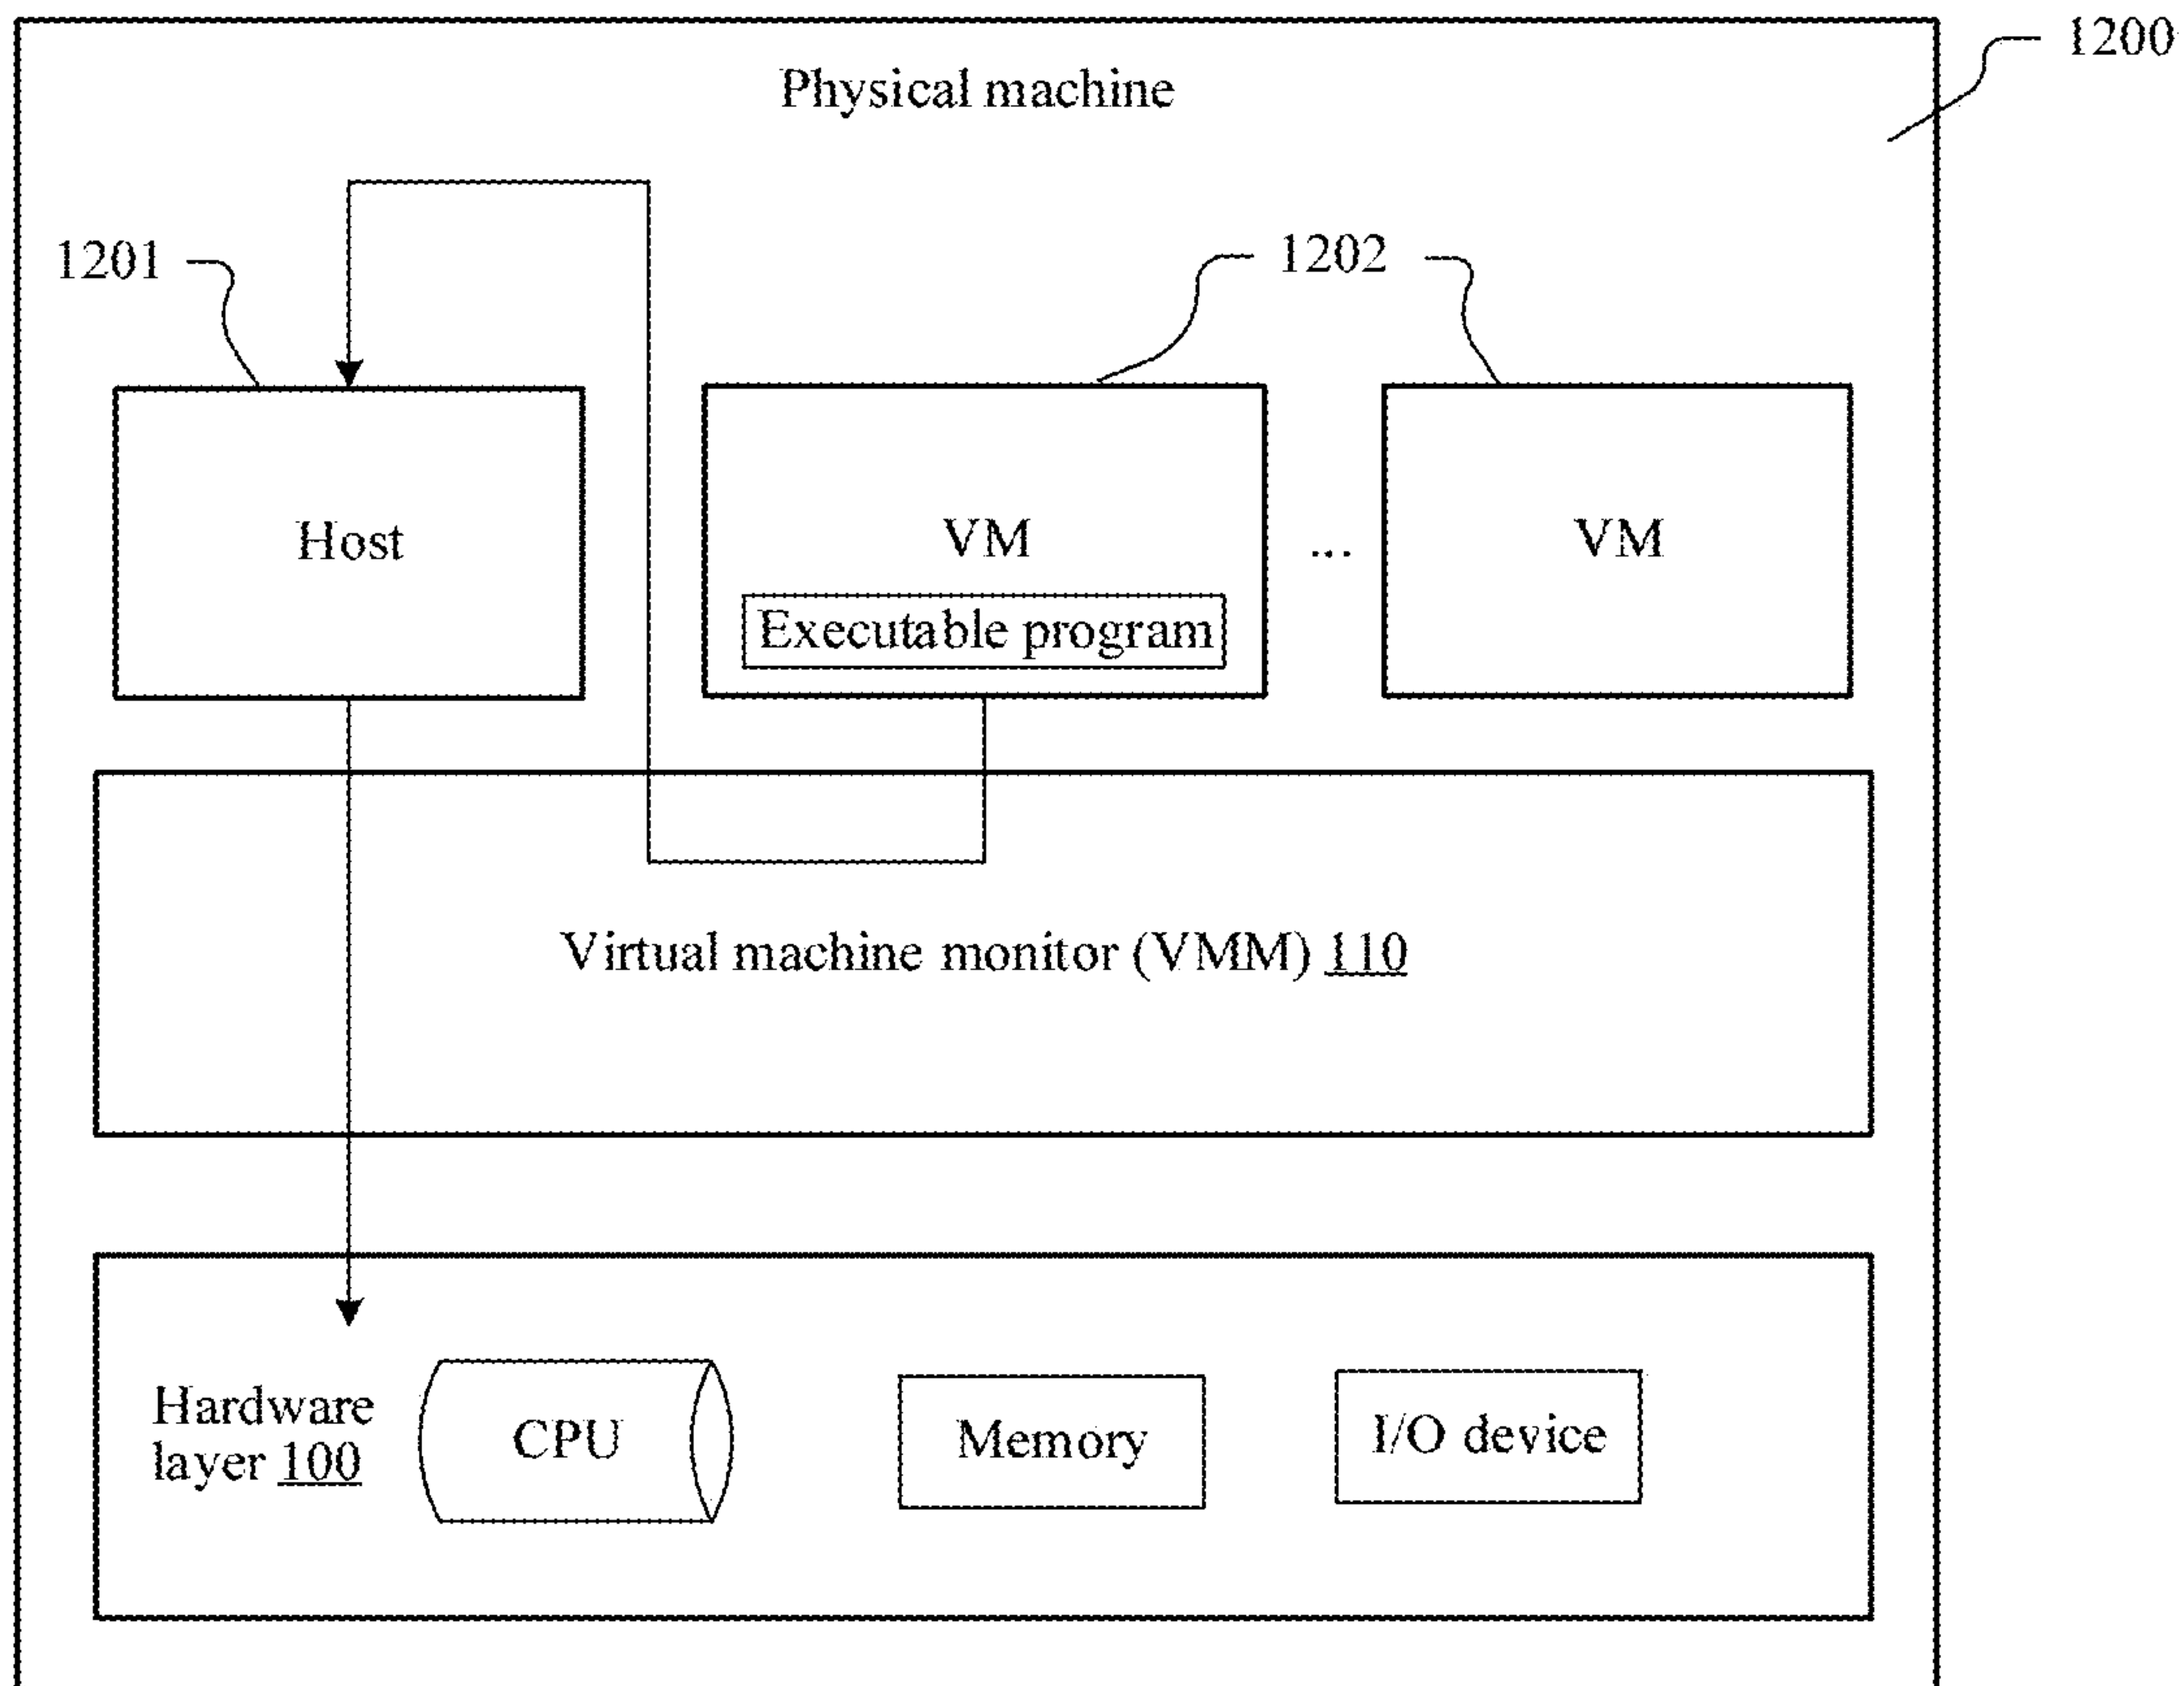 1200
Physical machine
1201
1202
Host
VM
...
VM
Executable program
Virtual machine monitor (VMM) 110
Hardware
layer 100
CPU
Memory
I/O device